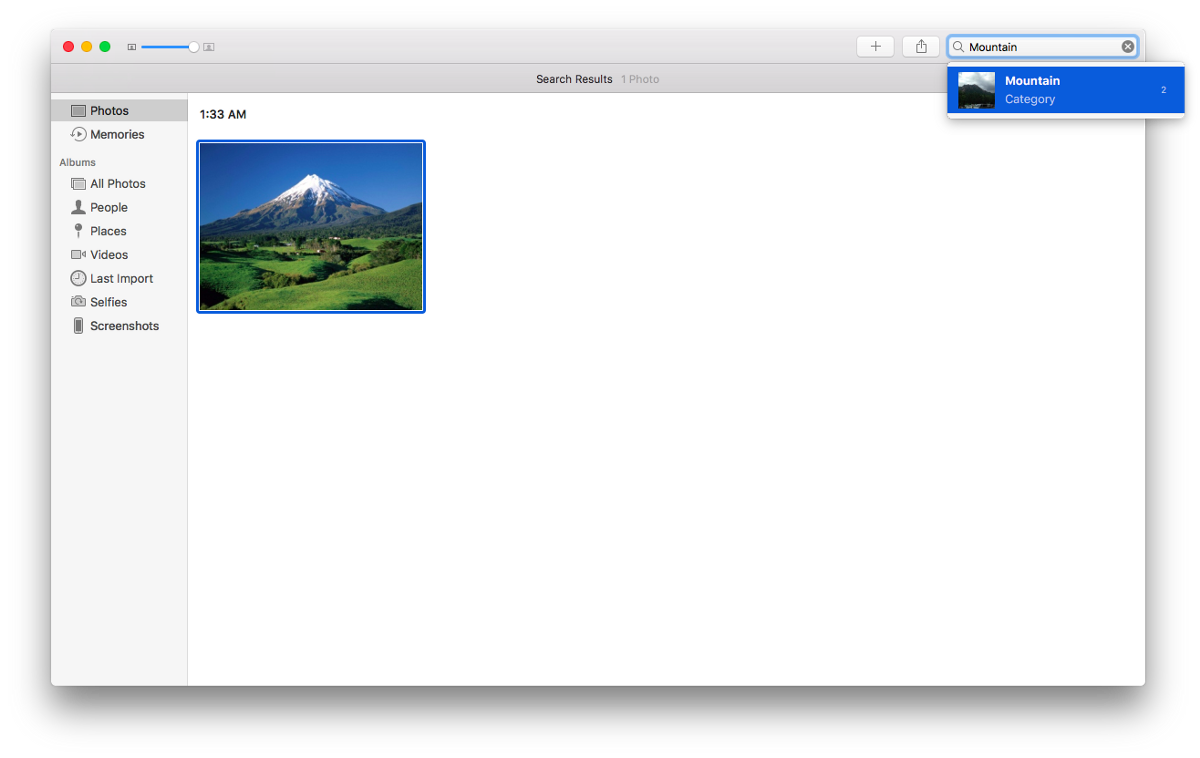 Mountain
Search Results 1 Photo
Mountain
Category
2
Photos
1:33 AM
Memories
Albums
All Photos
People
Places
Videos
Last Import
Selfies
Screenshots